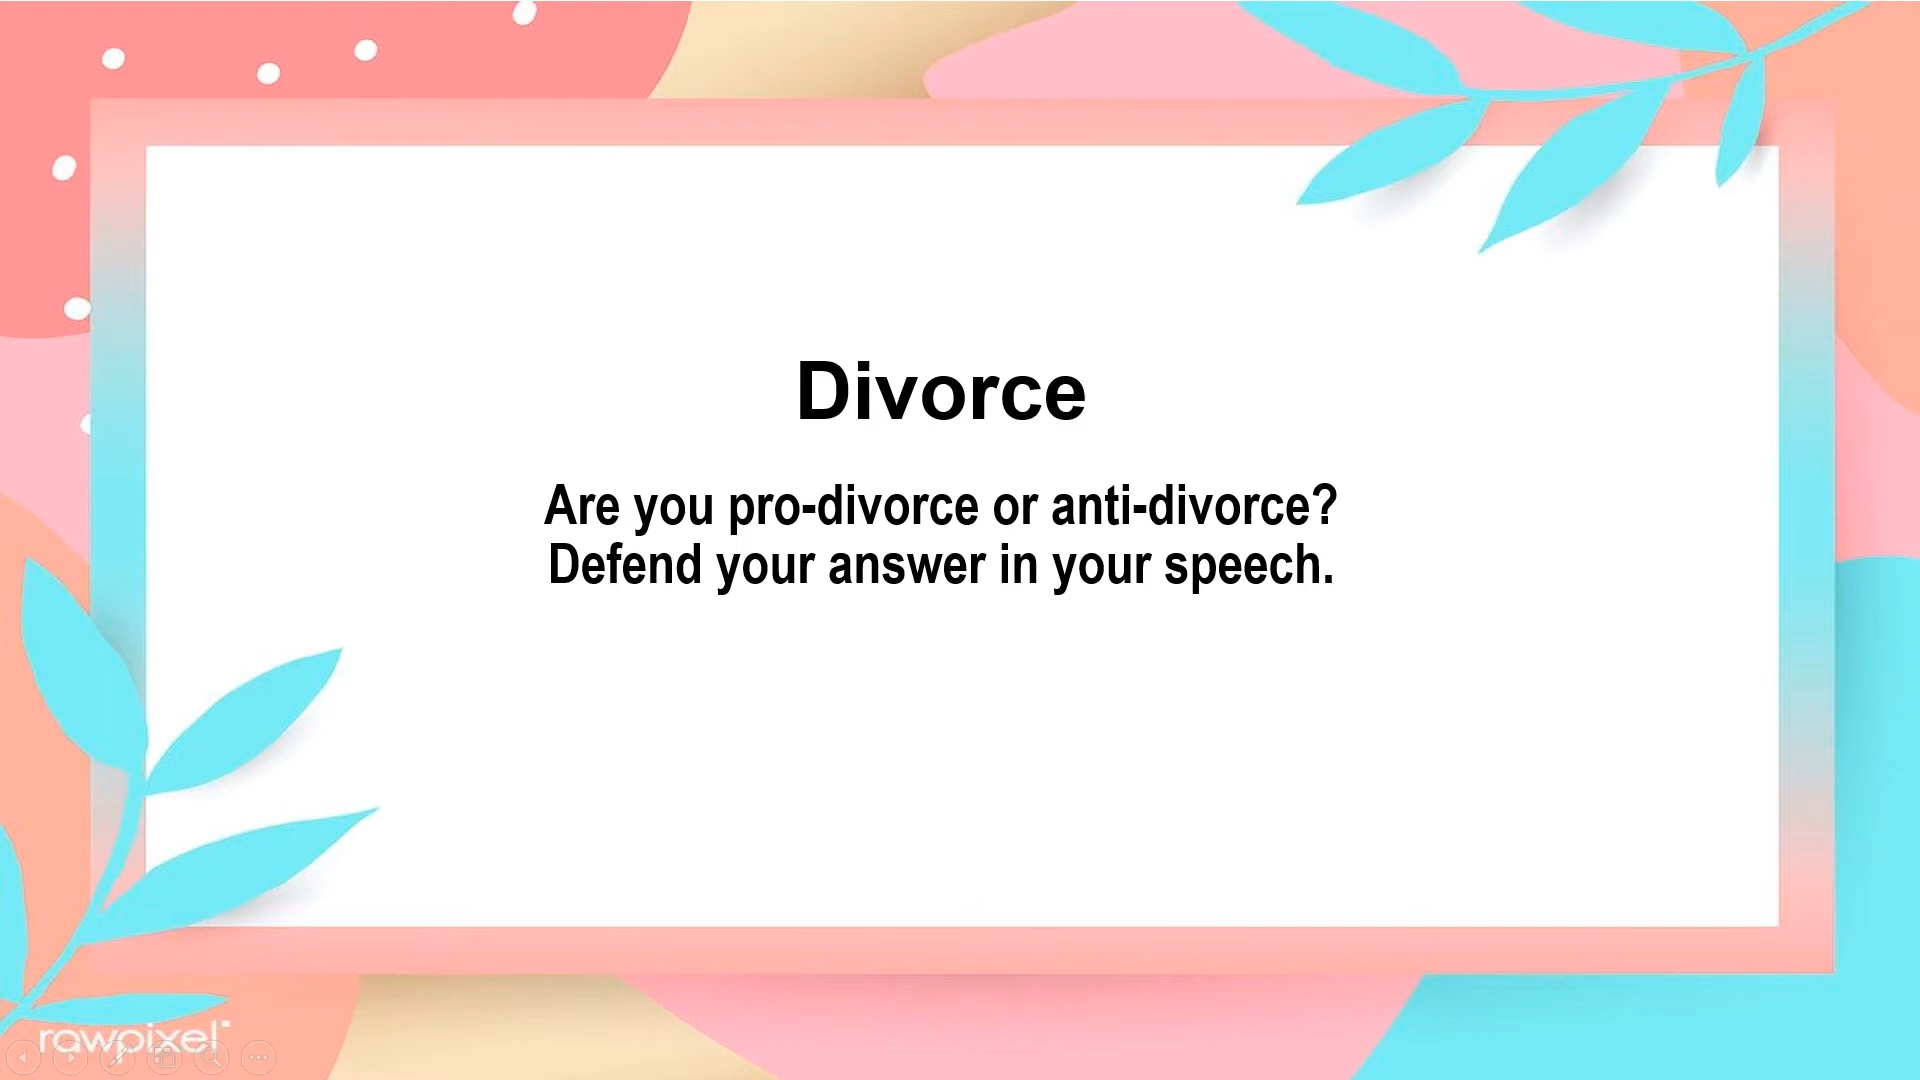 Divorce
Are you pro-divorce or anti-divorce?
Defend your answer in your speech.
rawpixel